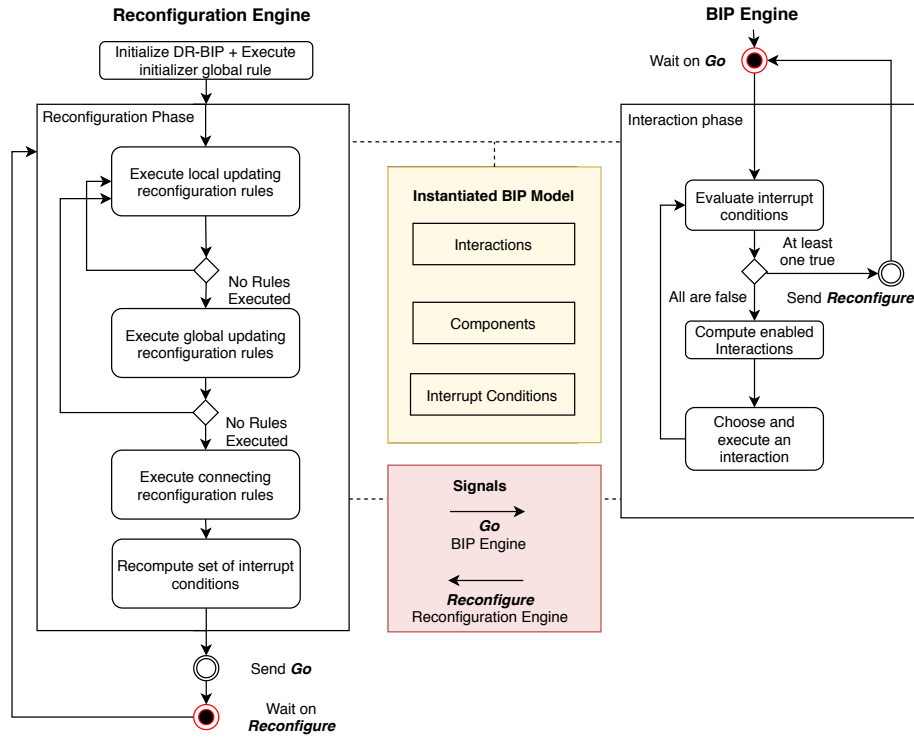 Reconfiguration Engine
Initialize DR-BIP + Execute
initializer global rule
Reconfiguration Phase
Execute local updating
reconfiguration rules
No Rules
Executed
Execute global updating
reconfiguration rules
No Rules
Executed
Execute connecting
reconfiguration rules
Recompute set of interrupt
conditions
Send Go
Wait on
Reconfigure
Instantiated BIP Model
Interactions
Components
Interrupt Conditions
Signals
Go
BIP Engine
Reconfigure
Reconfiguration Engine
BIP Engine
Wait on Go
Interaction phase
Evaluate interrupt
conditions
At least
one true
Send Reconfigure
All are false
Compute enabled
Interactions
Choose and
execute an
interaction